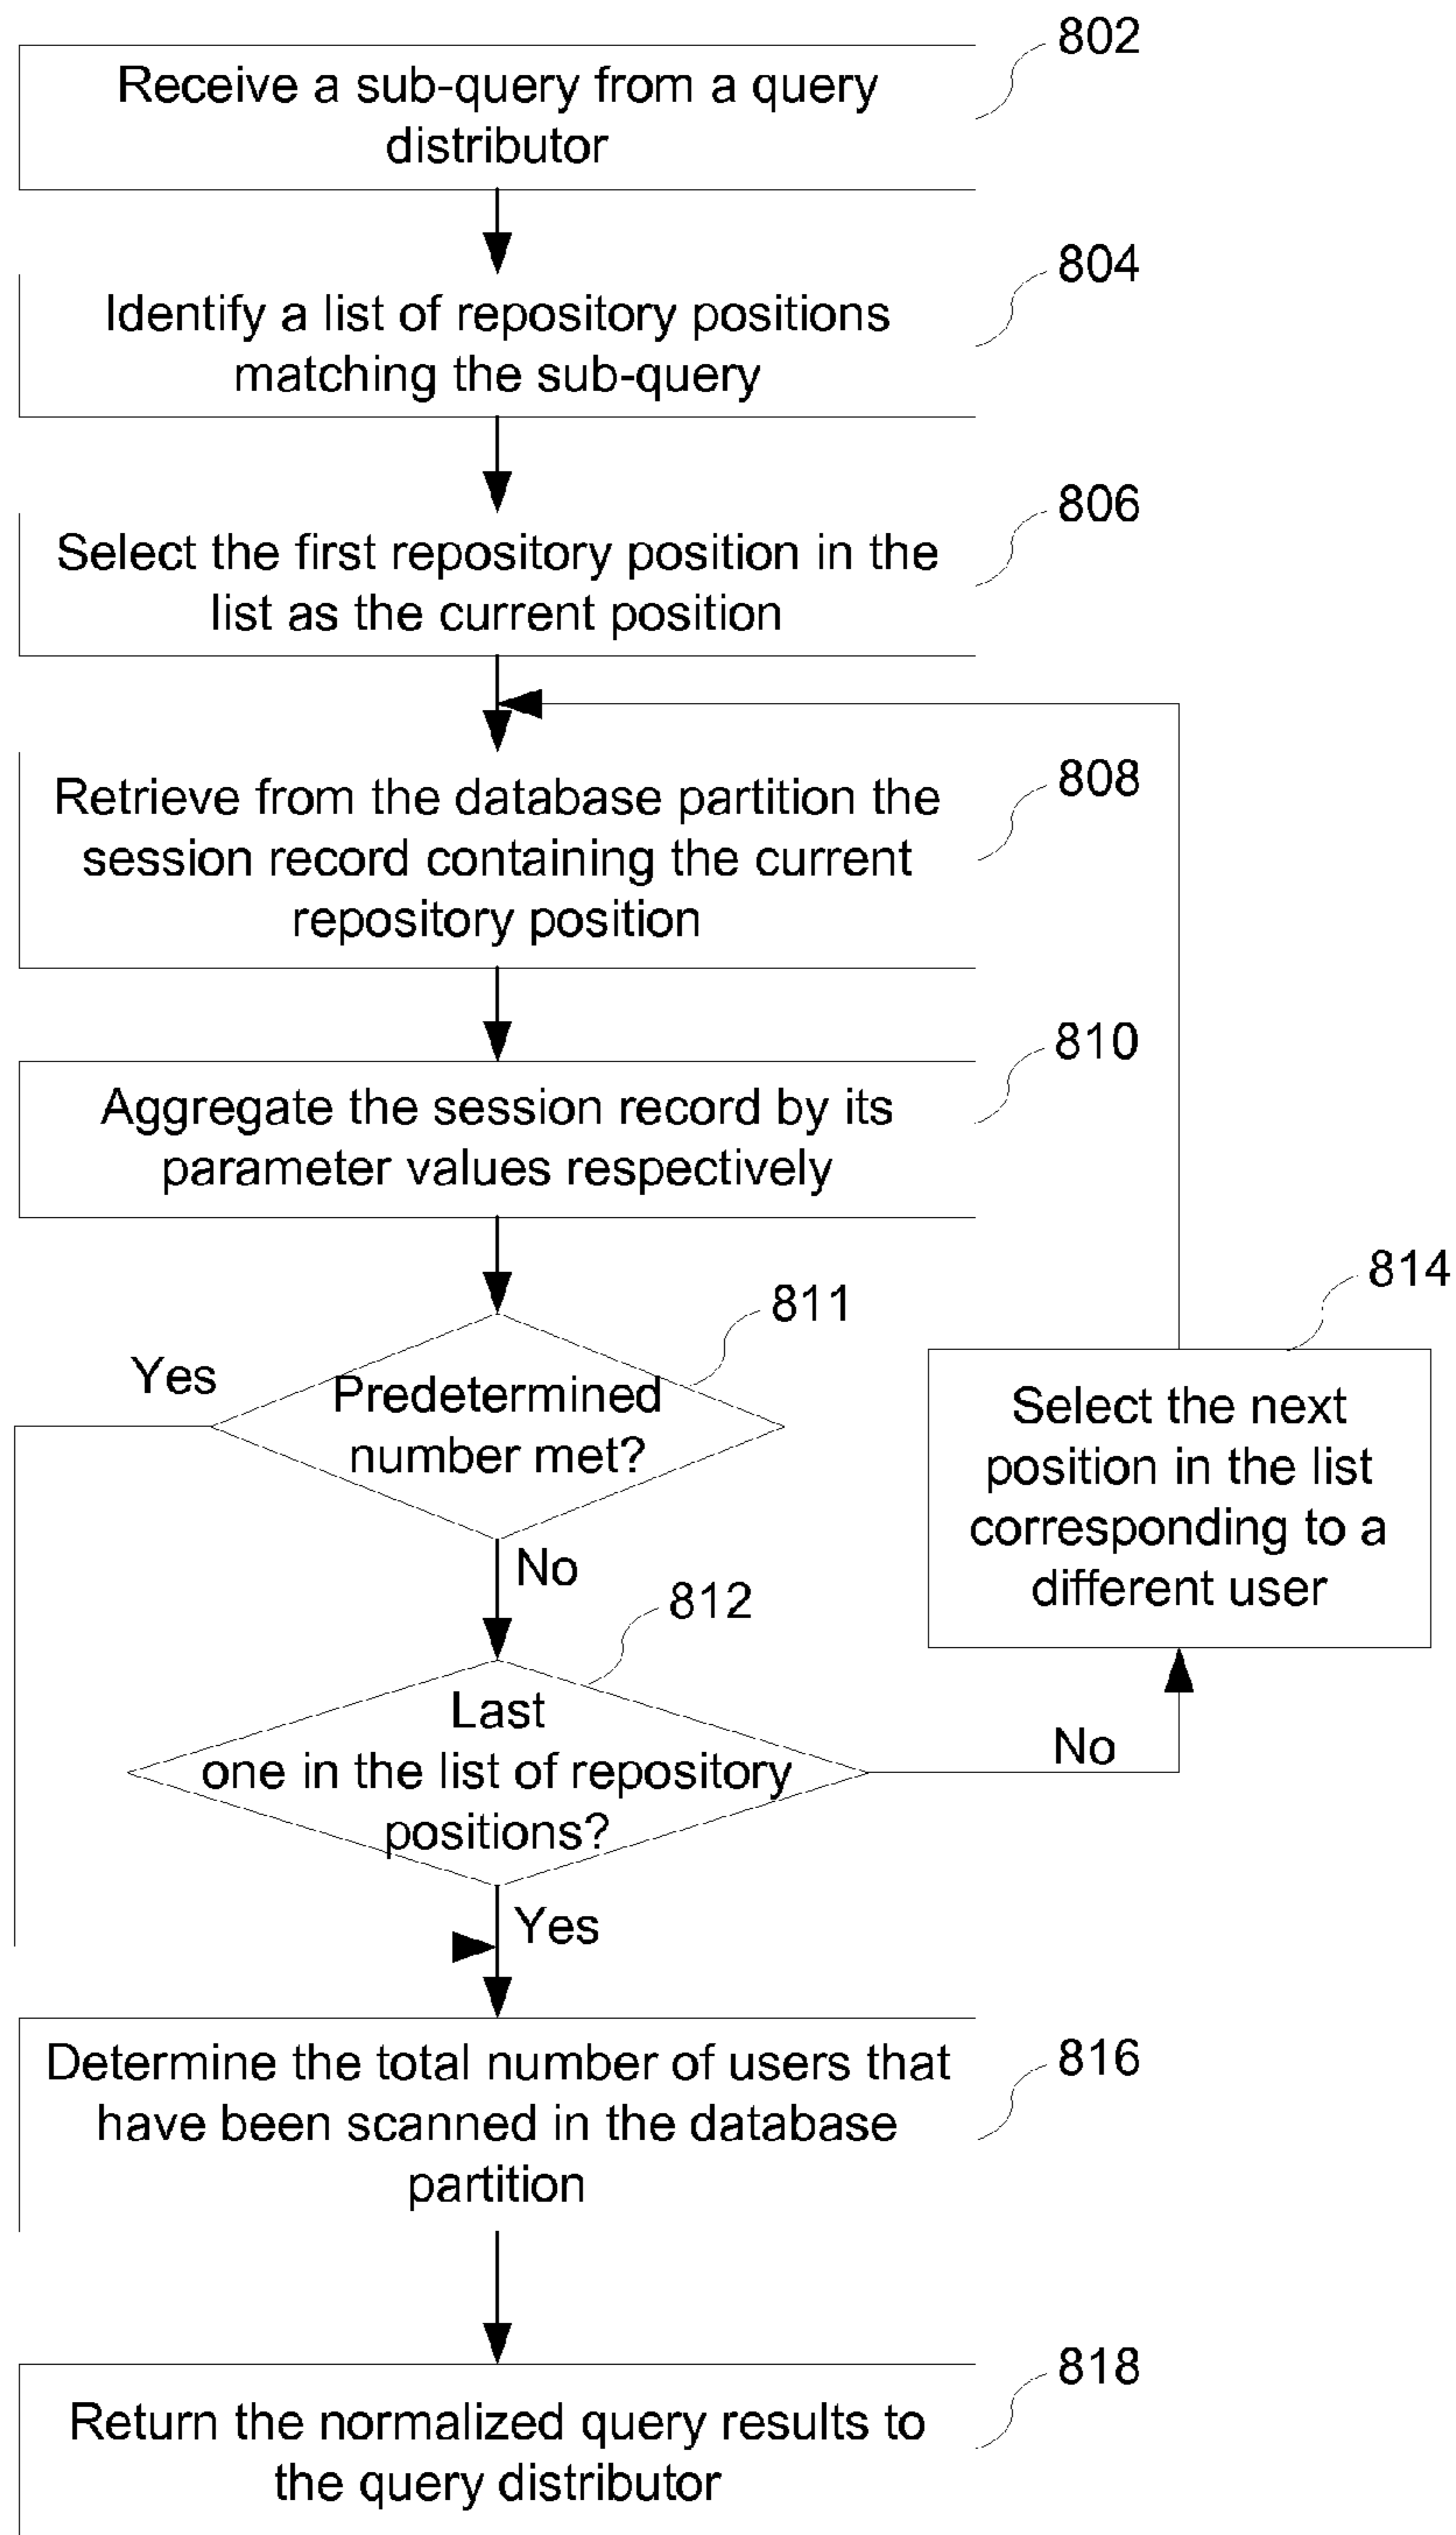 802
Receive a sub-query from a query
distributor
804
Identify a list of repository positions
matching the sub-query
806
Select the first repository position in the
list as the current position
808
Retrieve from the database partition the
session record containing the current
repository position
810
Aggregate the session record by its
parameter values respectively
811
Yes
Predetermined
number met?
No
814
Select the next
position in the list
corresponding to a
different user
812
Last
one in the list of repository
positions?
No
Yes
816
Determine the total number of users that
have been scanned in the database
partition
818
Return the normalized query results to
the query distributor